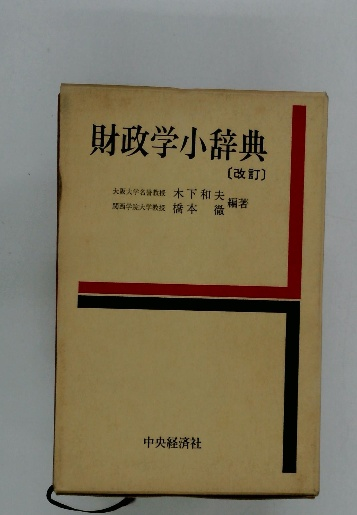 財政学小辞典
〔改訂〕
大阪大学名誉教授 木下和夫
関西学院大学教授 橋本 徹 編著
中央経済社